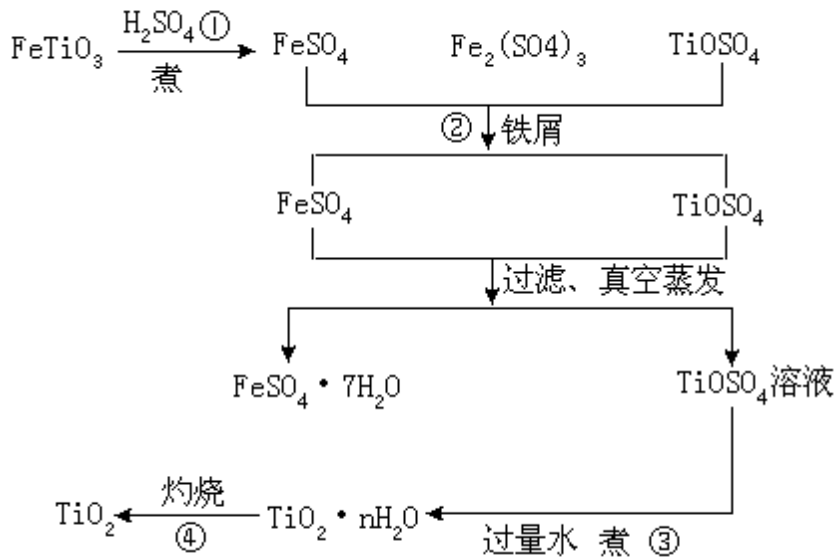 FeTiO₃ H₂SO₄ ① 煮 FeSO₄ Fe₂(SO4)₃ TiOSO₄
② 铁屑
FeSO₄ TiOSO₄
过滤、真空蒸发
FeSO₄·7H₂O TiOSO₄溶液
TiO₂ 灼烧 ④ TiO₂·nH₂O 过量水 煮 ③